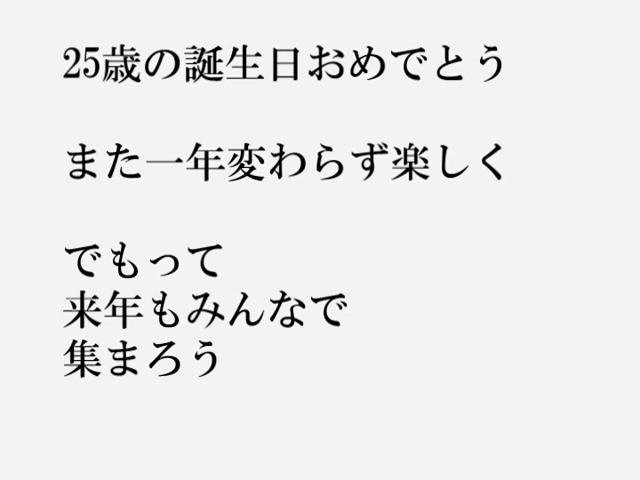 25歳の誕生日おめでとう
また一年変わらず楽しく
でもって
来年もみんなで
集まろう